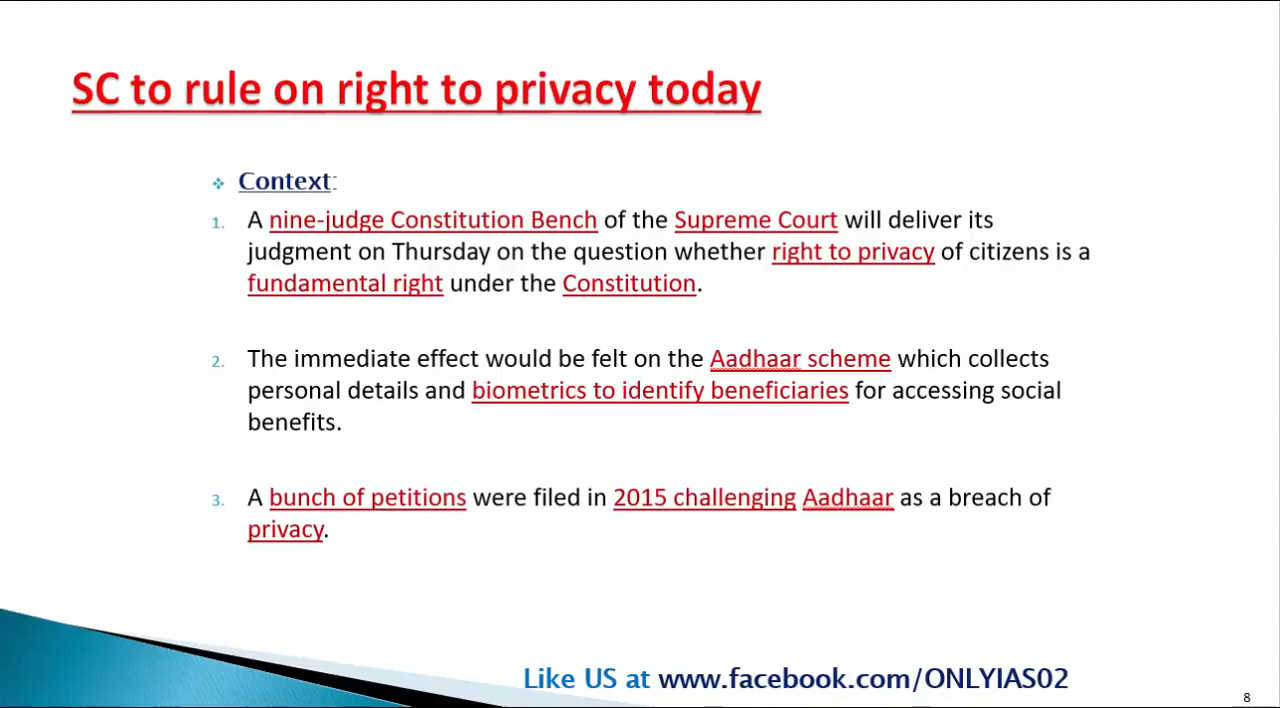 SC to rule on right to privacy today
❖ Context:
1. A nine-judge Constitution Bench of the Supreme Court will deliver its
judgment on Thursday on the question whether right to privacy of citizens is a
fundamental right under the Constitution.
2. The immediate effect would be felt on the Aadhaar scheme which collects
personal details and biometrics to identify beneficiaries for accessing social
benefits.
3. A bunch of petitions were filed in 2015 challenging Aadhaar as a breach of
privacy.
Like US at www.facebook.com/ONLYIAS02
8